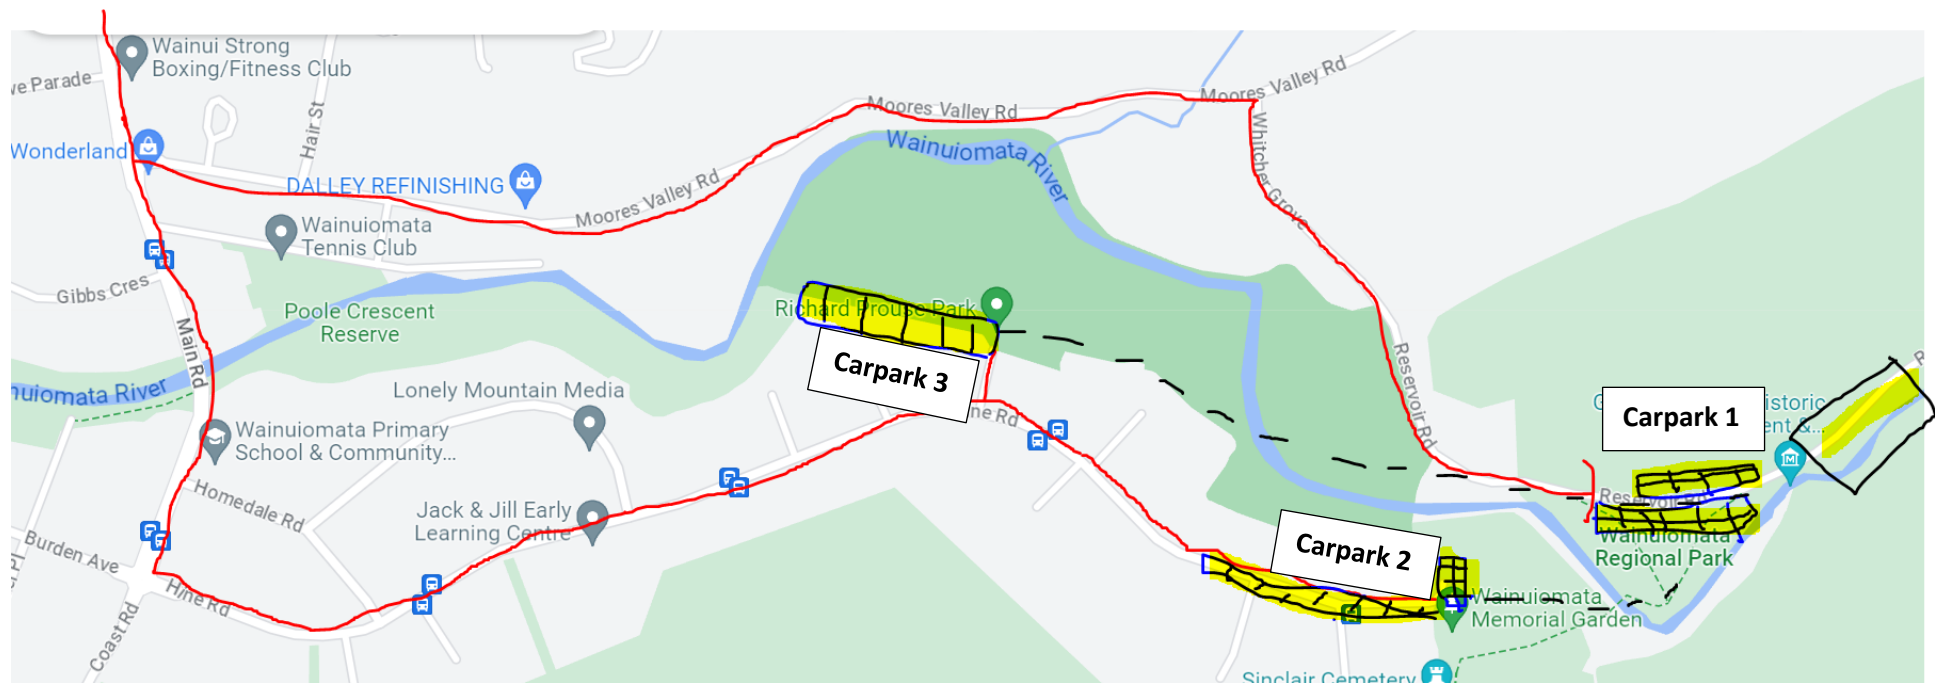 Wainui Strong
Boxing/Fitness Club
ve Parade
Hair St
Wonderland
DALLEY REFINISHING
Moores Valley Rd
Moores Valley Rd
Moores Valley Rd
Wainuiomata River
Whitcher Grove
Wainuiomata
Tennis Club
Gibbs Cres
Poole Crescent
Reserve
Main Rd
Richard Prouse Park
Carpark 3
Reservoir Rd
Carpark 1
nuiomata River
Lonely Mountain Media
ne Rd
Wainuiomata Primary
School & Community...
istoric
ent &...
Homedale Rd
Jack & Jill Early
Learning Centre
Reservoir Rd
Wainuiomata
Regional Park
Burden Ave
Carpark 2
Hine Rd
Coast Rd
Wainuiomata
Memorial Garden
Sinclair Cemetery